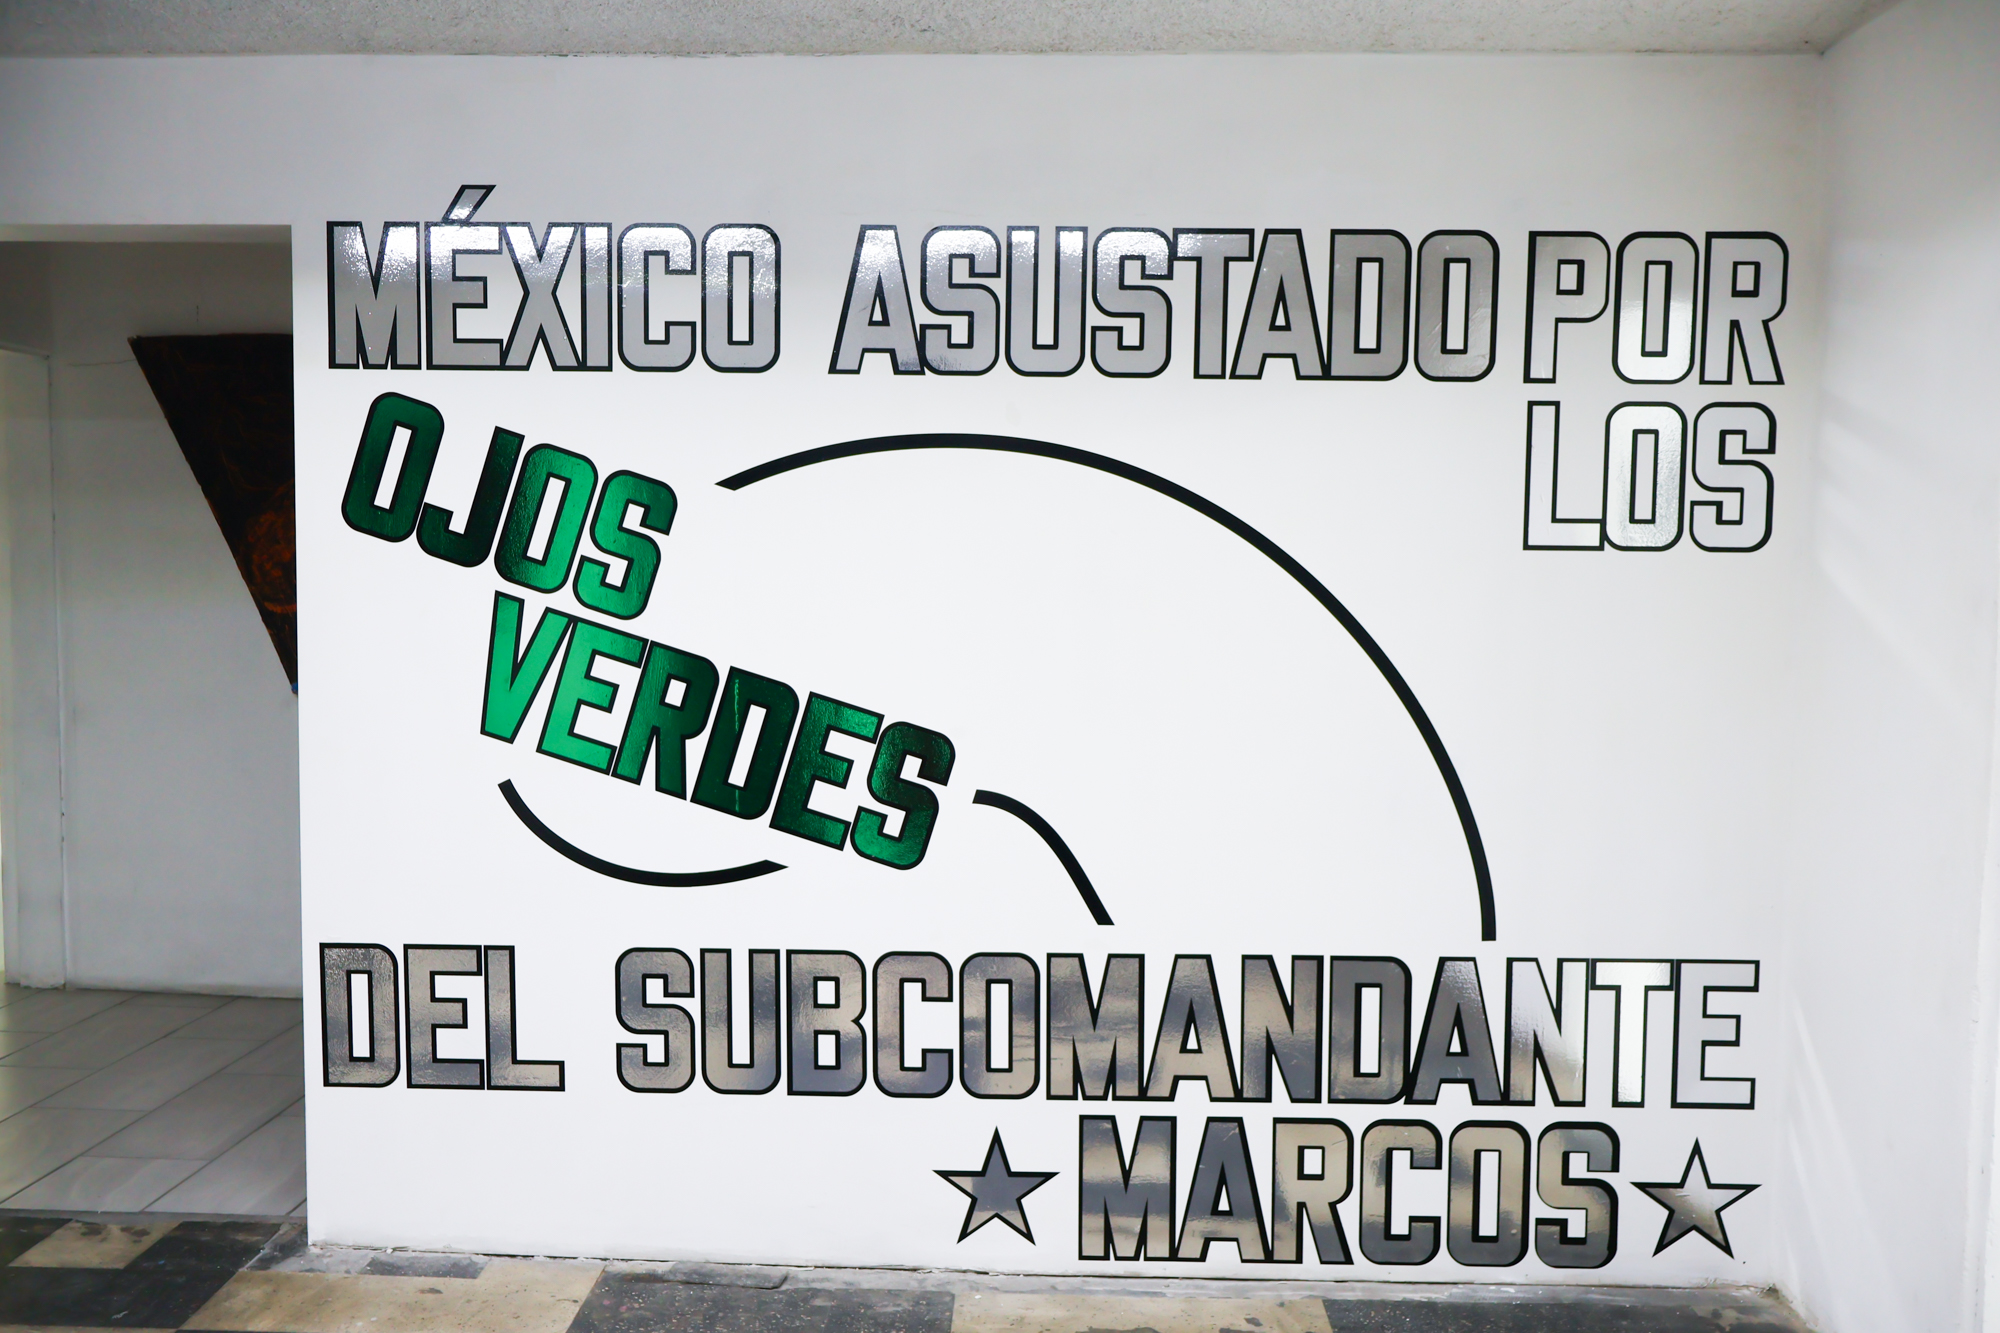 MÉXICO ASUSTADO POR
LOS
OJOS
VERDES
DEL SUBCOMANDANTE
MARCOS